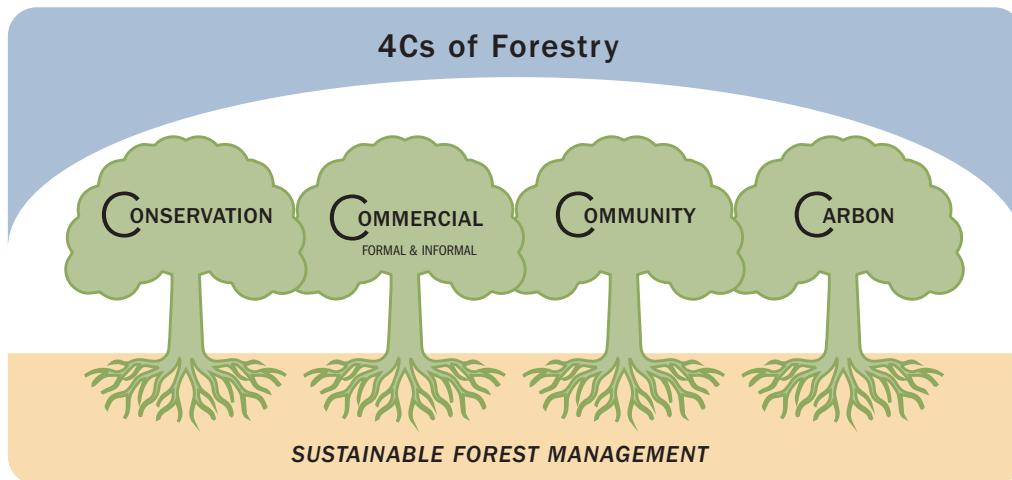 4Cs of Forestry
CONSERVATION
COMMERCIAL
FORMAL & INFORMAL
COMMUNITY
CARBON
SUSTAINABLE FOREST MANAGEMENT